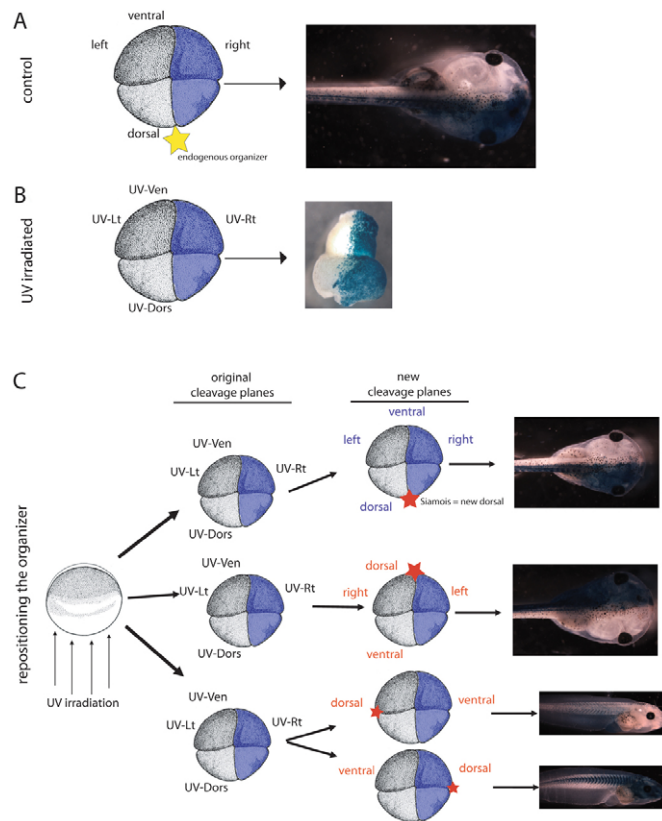 A
control
ventral
left
right
dorsal
endogenous organizer
B
UV irradiated
UV-Ven
UV-Lt
UV-Rt
UV-Dors
C
repositioning the organizer
original
cleavage planes
new
cleavage planes
UV-Ven
UV-Lt
UV-Rt
UV-Dors
ventral
left
right
dorsal
Siamois = new dorsal
UV irradiation
UV-Ven
UV-Lt
UV-Rt
UV-Dors
dorsal
right
left
ventral
UV-Ven
UV-Lt
UV-Rt
UV-Dors
dorsal
ventral
ventral
dorsal